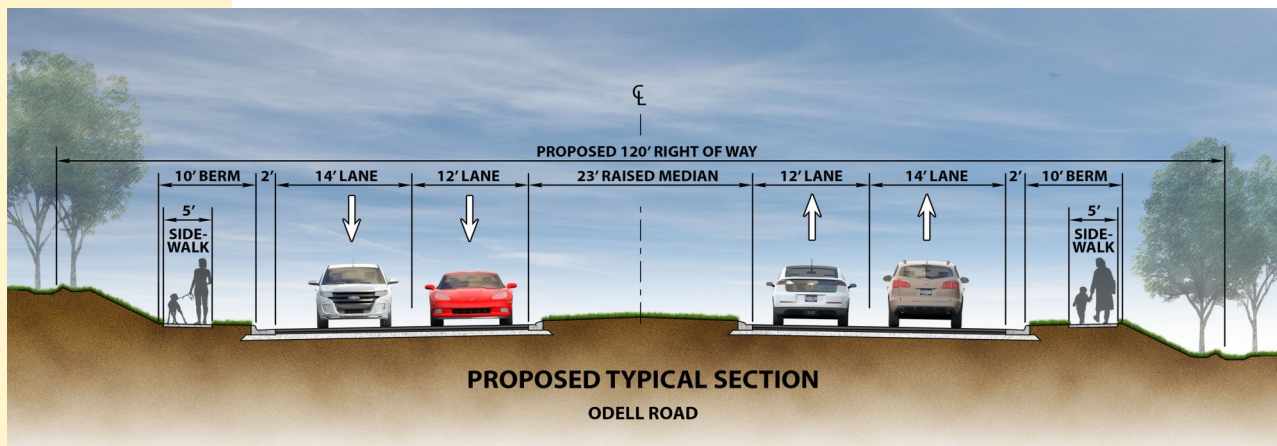 ℄
PROPOSED 120' RIGHT OF WAY
10' BERM 2' 14' LANE 12' LANE 23' RAISED MEDIAN 12' LANE 14' LANE 2' 10' BERM
5'
SIDE-
WALK
5'
SIDE-
WALK
PROPOSED TYPICAL SECTION
ODELL ROAD